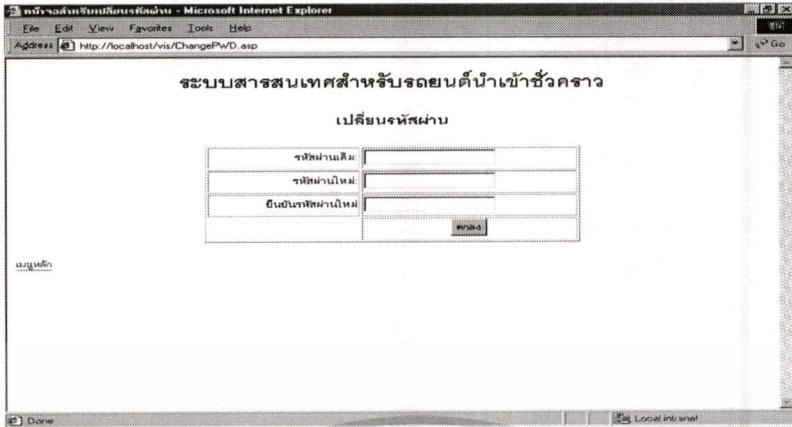 หน้าจอสำหรับเปลี่ยนรหัสผ่าน - Microsoft Internet Explorer
File Edit View Favorites Tools Help
Address http://localhost/vis/ChangePWD.asp Go
ระบบสารสนเทศสำหรับรถยนต์นำเข้าชั่วคราว
เปลี่ยนรหัสผ่าน
รหัสผ่านเดิม:
รหัสผ่านใหม่:
ยืนยันรหัสผ่านใหม่
ตกลง
เมนูหลัก
Done Local intranet